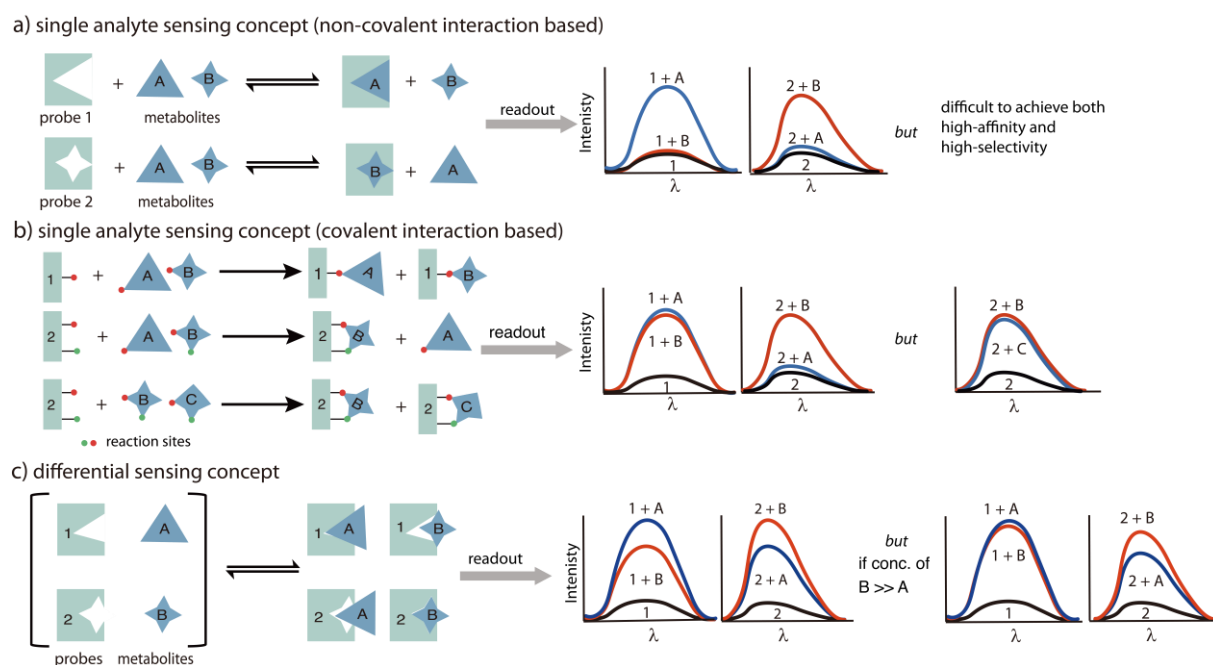 a) single analyte sensing concept (non-covalent interaction based)
probe 1
+
A
B
metabolites
A
+
B
probe 2
+
A
B
metabolites
B
+
A
readout
Intenisty
1 + A
1 + B
1
λ
2 + B
2 + A
2
λ
but
difficult to achieve both
high-affinity and
high-selectivity
b) single analyte sensing concept (covalent interaction based)
1
+
A
B
1
A
+
1
B
2
+
A
B
2
B
+
A
2
+
B
C
2
B
+
2
C
reaction sites
readout
Intensity
1 + A
1 + B
1
λ
2 + B
2 + A
2
λ
but
2 + B
2 + C
2
λ
c) differential sensing concept
1
A
2
B
probes metabolites
1
A
1
B
2
A
2
B
readout
Intensity
1 + A
1 + B
1
λ
2 + B
2 + A
2
λ
but
if conc. of
B >> A
1 + A
1 + B
1
λ
2 + B
2 + A
2
λ